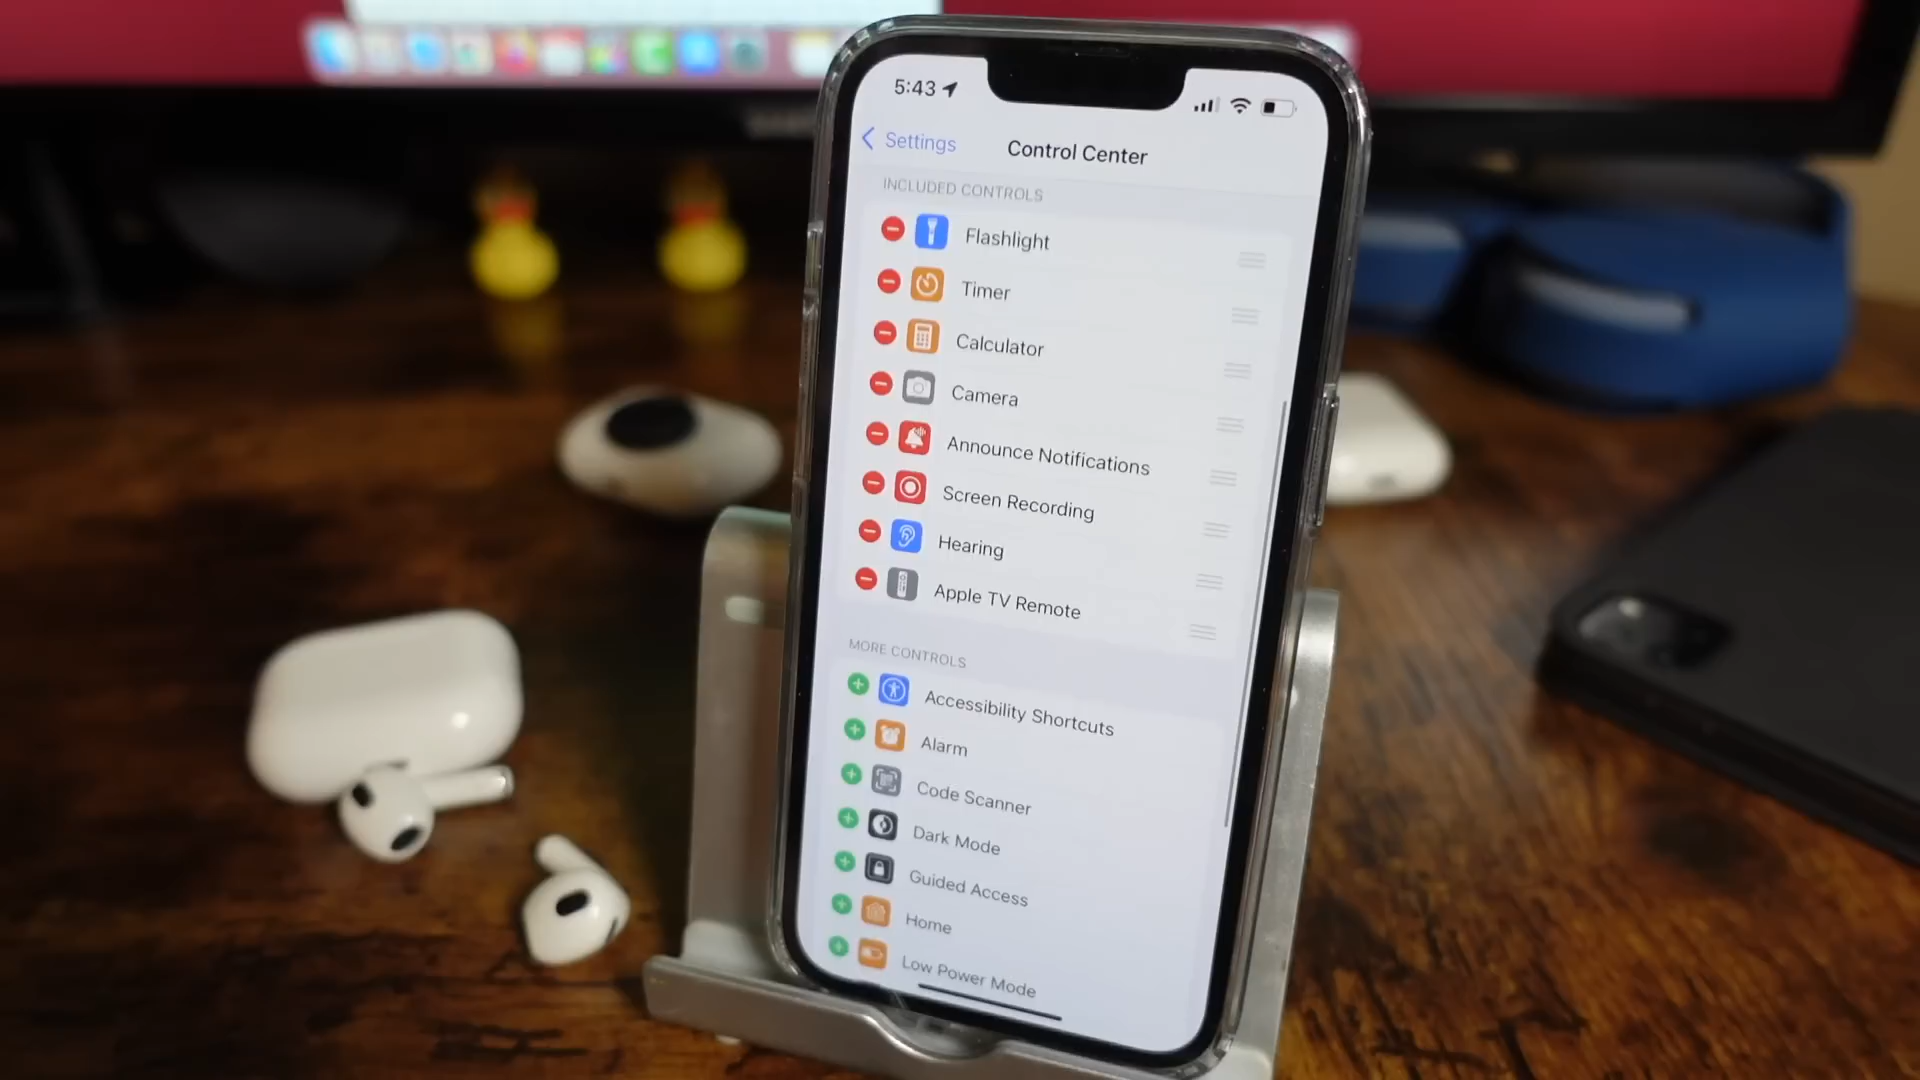 5:43
Settings
Control Center
INCLUDED CONTROLS
Flashlight
Timer
Calculator
Camera
Announce Notifications
Screen Recording
Hearing
Apple TV Remote
MORE CONTROLS
Accessibility Shortcuts
Alarm
Code Scanner
Dark Mode
Guided Access
Home
Low Power Mode